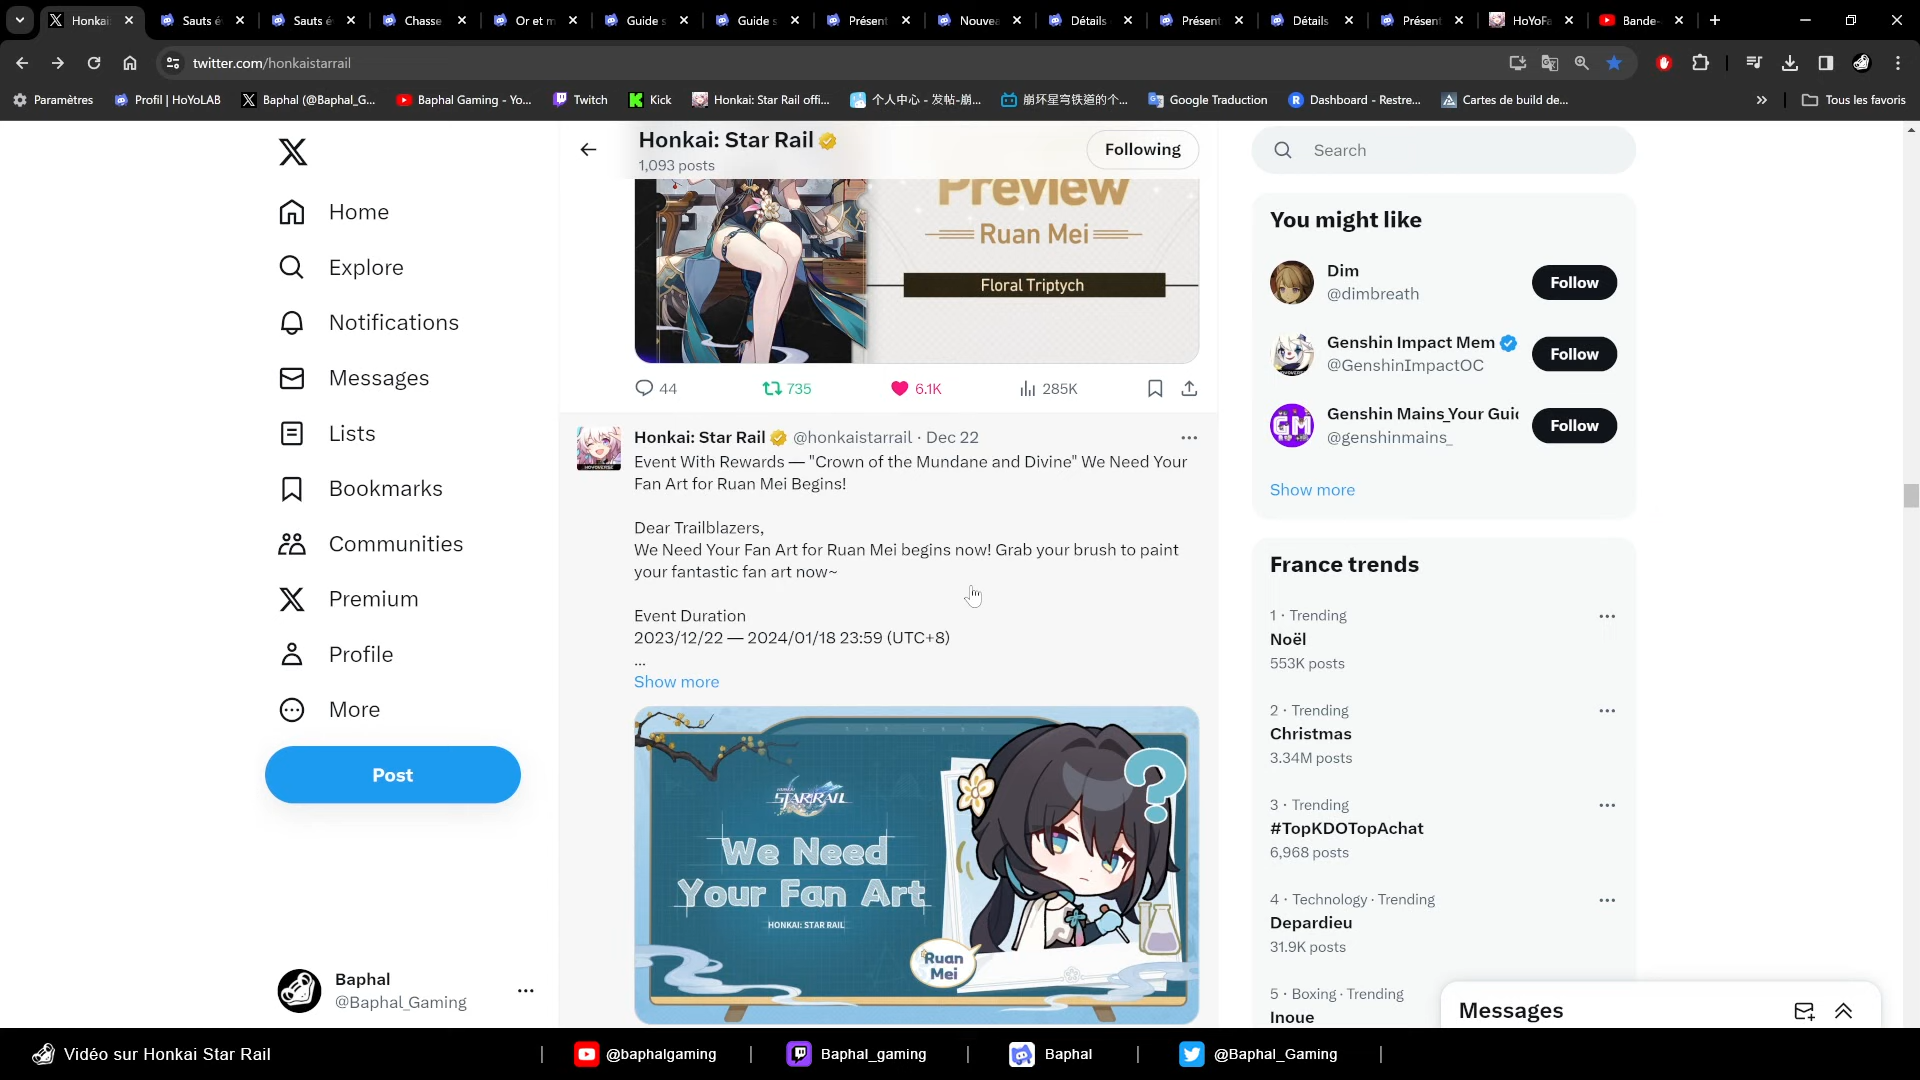 Honkai:
Sauts é
Sauts é
Chasse
Or et m
Guide s
Guide s
Présent
Nouvea
Détails
Présent
Détails
Présent
HoYoFa
Bande-
twitter.com/honkaistarrail
Paramètres
Profil | HoYoLAB
Baphal (@Baphal_G...
Baphal Gaming - Yo...
Twitch
Kick
Honkai: Star Rail offi...
个人中心 - 发帖-崩...
崩坏星穹铁道的个...
Google Traduction
Dashboard - Restre...
Cartes de build de...
Tous les favoris
Home
Explore
Notifications
Messages
Lists
Bookmarks
Communities
Premium
Profile
More
Post
Baphal
@Baphal_Gaming
Honkai: Star Rail
1,093 posts
Following
Preview
Ruan Mei
Floral Triptych
44
735
6.1K
285K
Honkai: Star Rail @honkaistarrail · Dec 22
Event With Rewards — "Crown of the Mundane and Divine" We Need Your
Fan Art for Ruan Mei Begins!
Dear Trailblazers,
We Need Your Fan Art for Ruan Mei begins now! Grab your brush to paint
your fantastic fan art now~
Event Duration
2023/12/22 — 2024/01/18 23:59 (UTC+8)
...
Show more
HONKAI
STAR RAIL
We Need
Your Fan Art
HONKAI: STAR RAIL
Ruan
Mei
?
Search
You might like
Dim
@dimbreath
Follow
Genshin Impact Mem
@GenshinImpactOC
Follow
GM
Genshin Mains_Your Gui
@genshinmains_
Follow
Show more
France trends
1 · Trending
Noël
553K posts
2 · Trending
Christmas
3.34M posts
3 · Trending
#TopKDOTopAchat
6,968 posts
4 · Technology · Trending
Depardieu
31.9K posts
5 · Boxing · Trending
Inoue
Messages
Vidéo sur Honkai Star Rail
@baphalgaming
Baphal_gaming
Baphal
@Baphal_Gaming